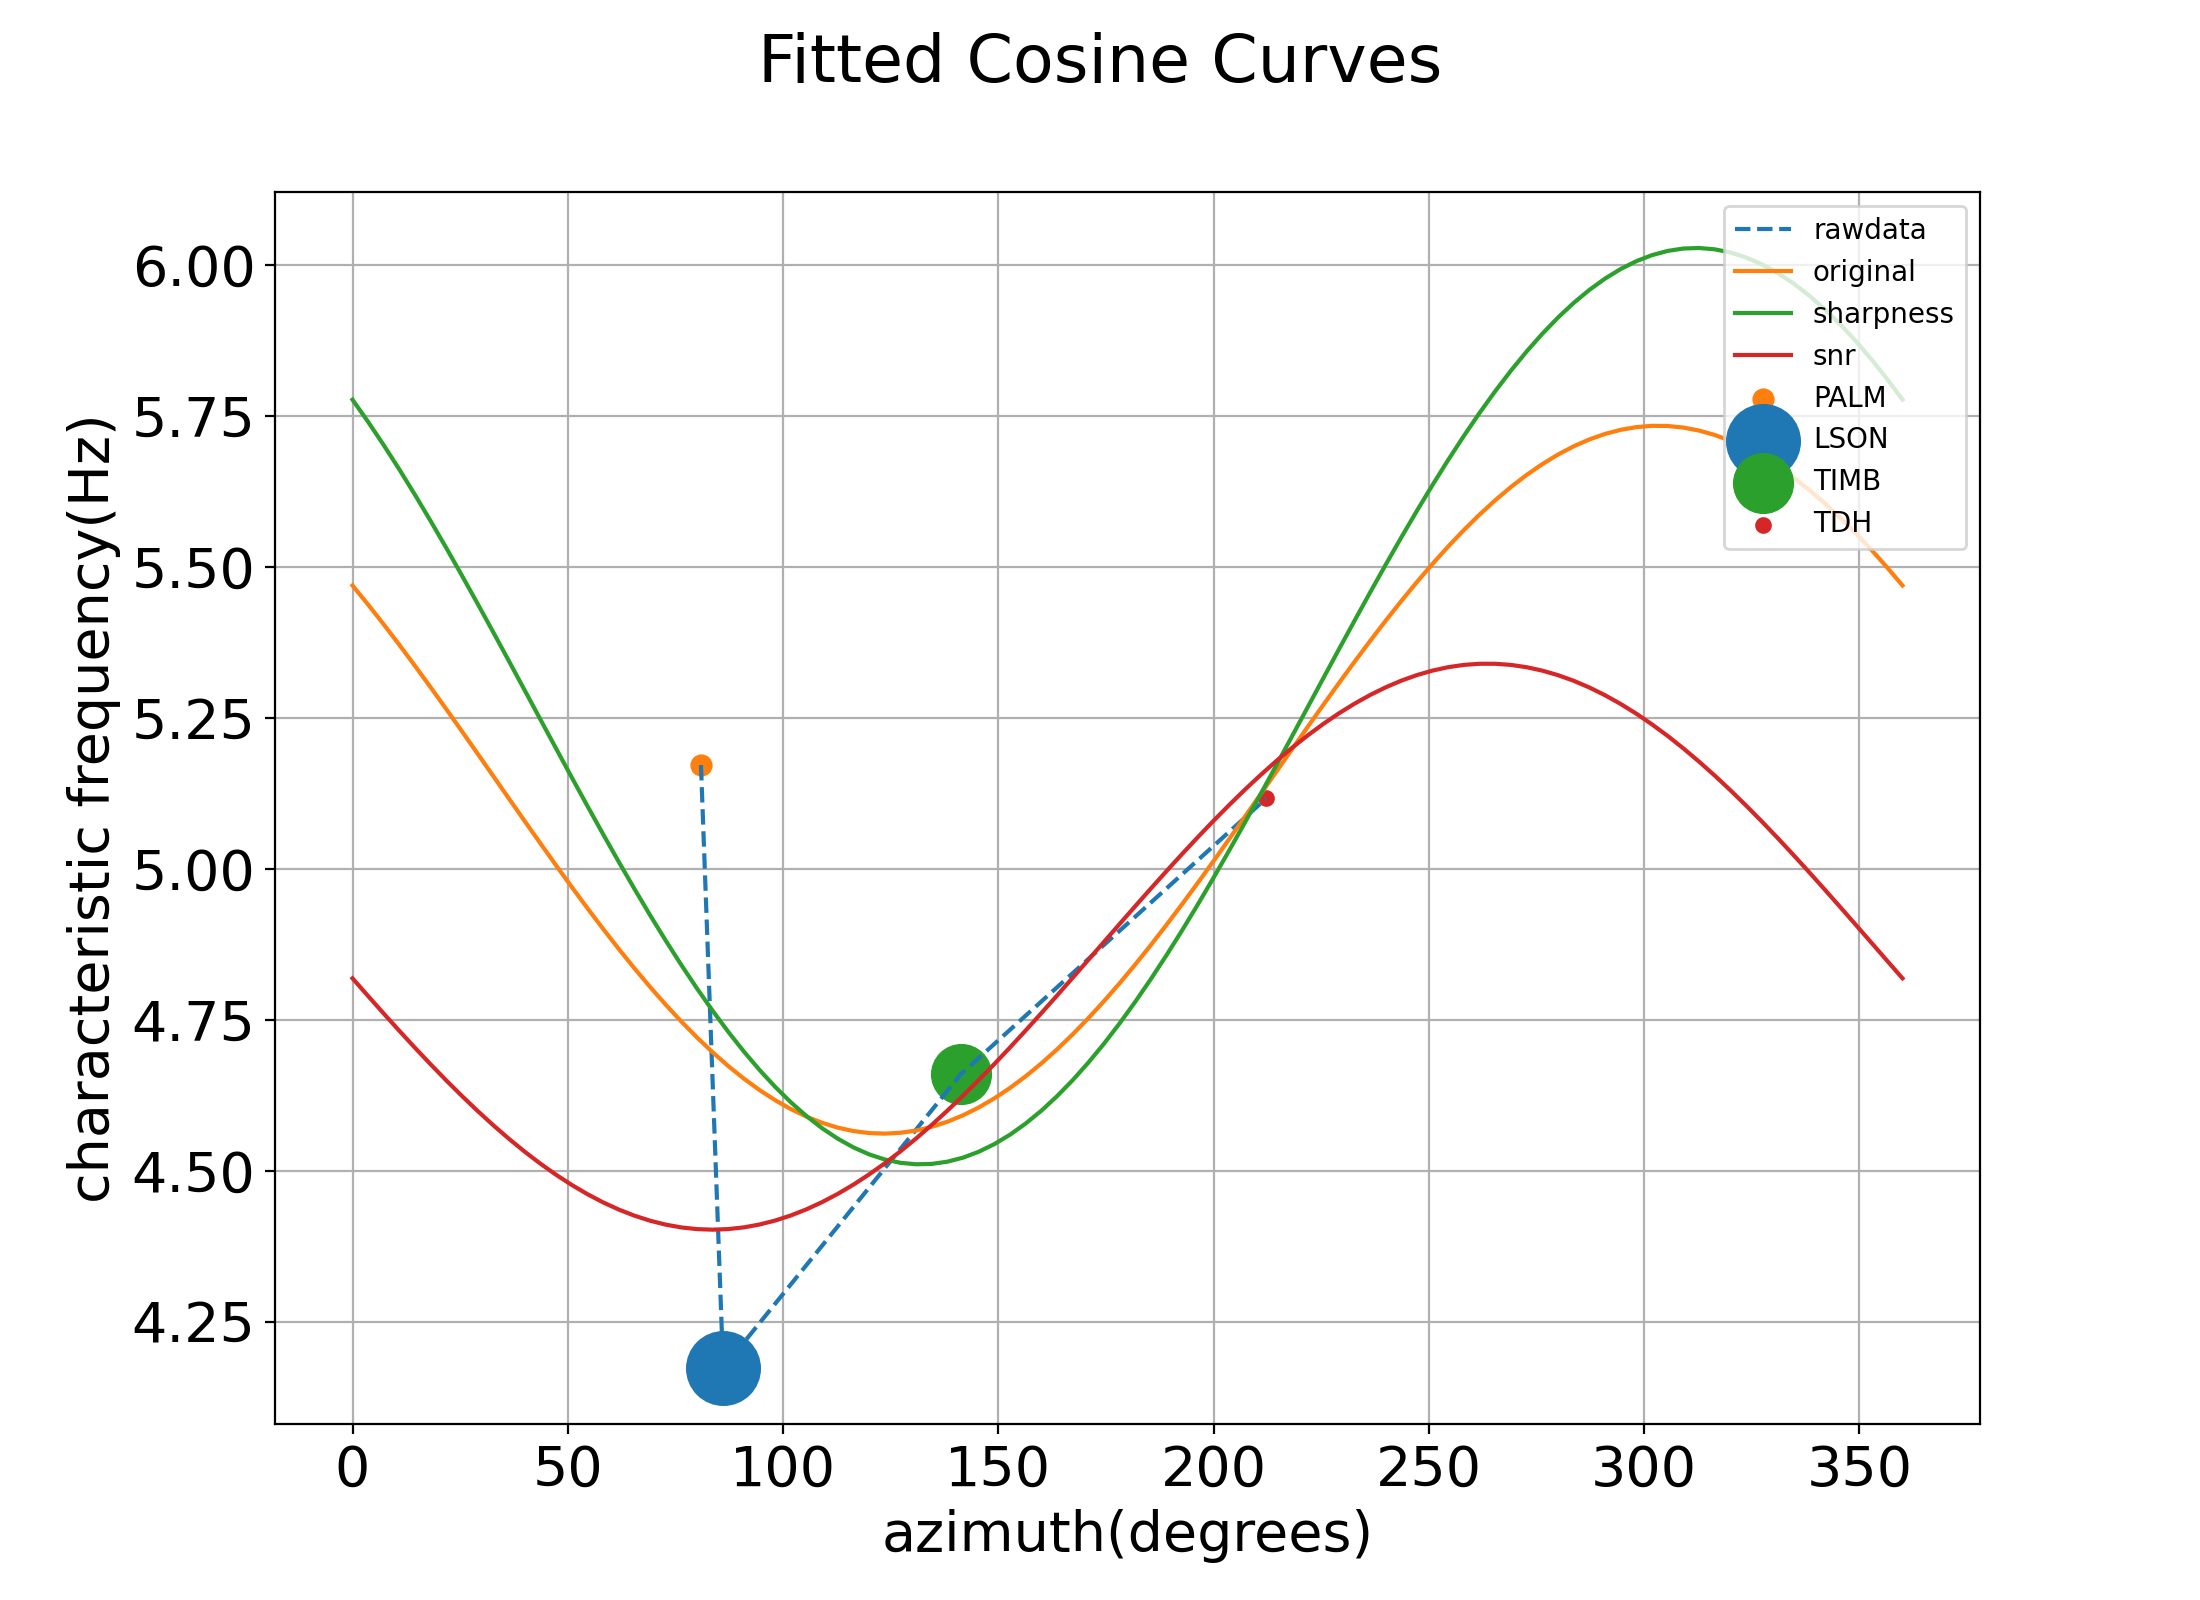 Fitted Cosine Curves
characteristic frequency(Hz)
6.00
5.75
5.50
5.25
5.00
4.75
4.50
4.25
rawdata
original
sharpness
snr
PALM
LSON
TIMB
TDH
0 50 100 150 200 250 300 350
azimuth(degrees)